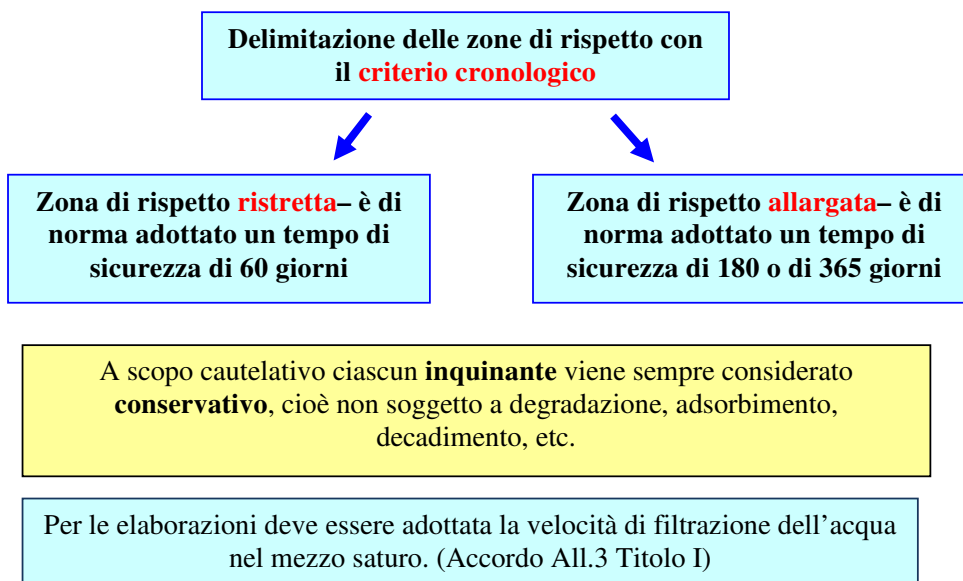 Delimitazione delle zone di rispetto con
il criterio cronologico
Zona di rispetto ristretta– è di
norma adottato un tempo di
sicurezza di 60 giorni
Zona di rispetto allargata– è di
norma adottato un tempo di
sicurezza di 180 o di 365 giorni
A scopo cautelativo ciascun inquinante viene sempre considerato
conservativo, cioè non soggetto a degradazione, adsorbimento,
decadimento, etc.
Per le elaborazioni deve essere adottata la velocità di filtrazione dell’acqua
nel mezzo saturo. (Accordo All.3 Titolo I)